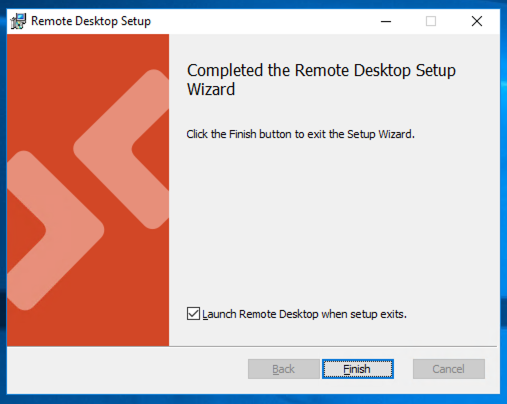 Remote Desktop Setup
Completed the Remote Desktop Setup
Wizard
Click the Finish button to exit the Setup Wizard.
Launch Remote Desktop when setup exits.
Back
Finish
Cancel